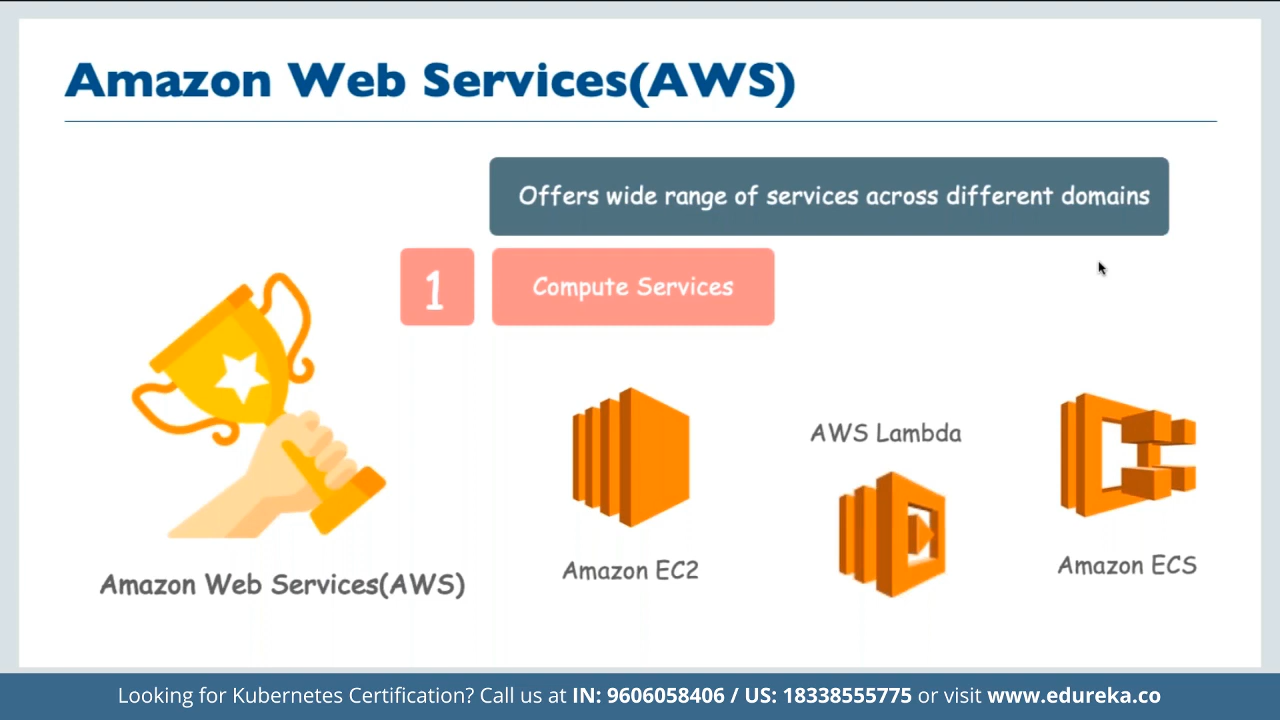 Amazon Web Services(AWS)
Offers wide range of services across different domains
1
Compute Services
AWS Lambda
Amazon EC2
Amazon ECS
Amazon Web Services(AWS)
Looking for Kubernetes Certification? Call us at IN: 9606058406 / US: 18338555775 or visit www.edureka.co